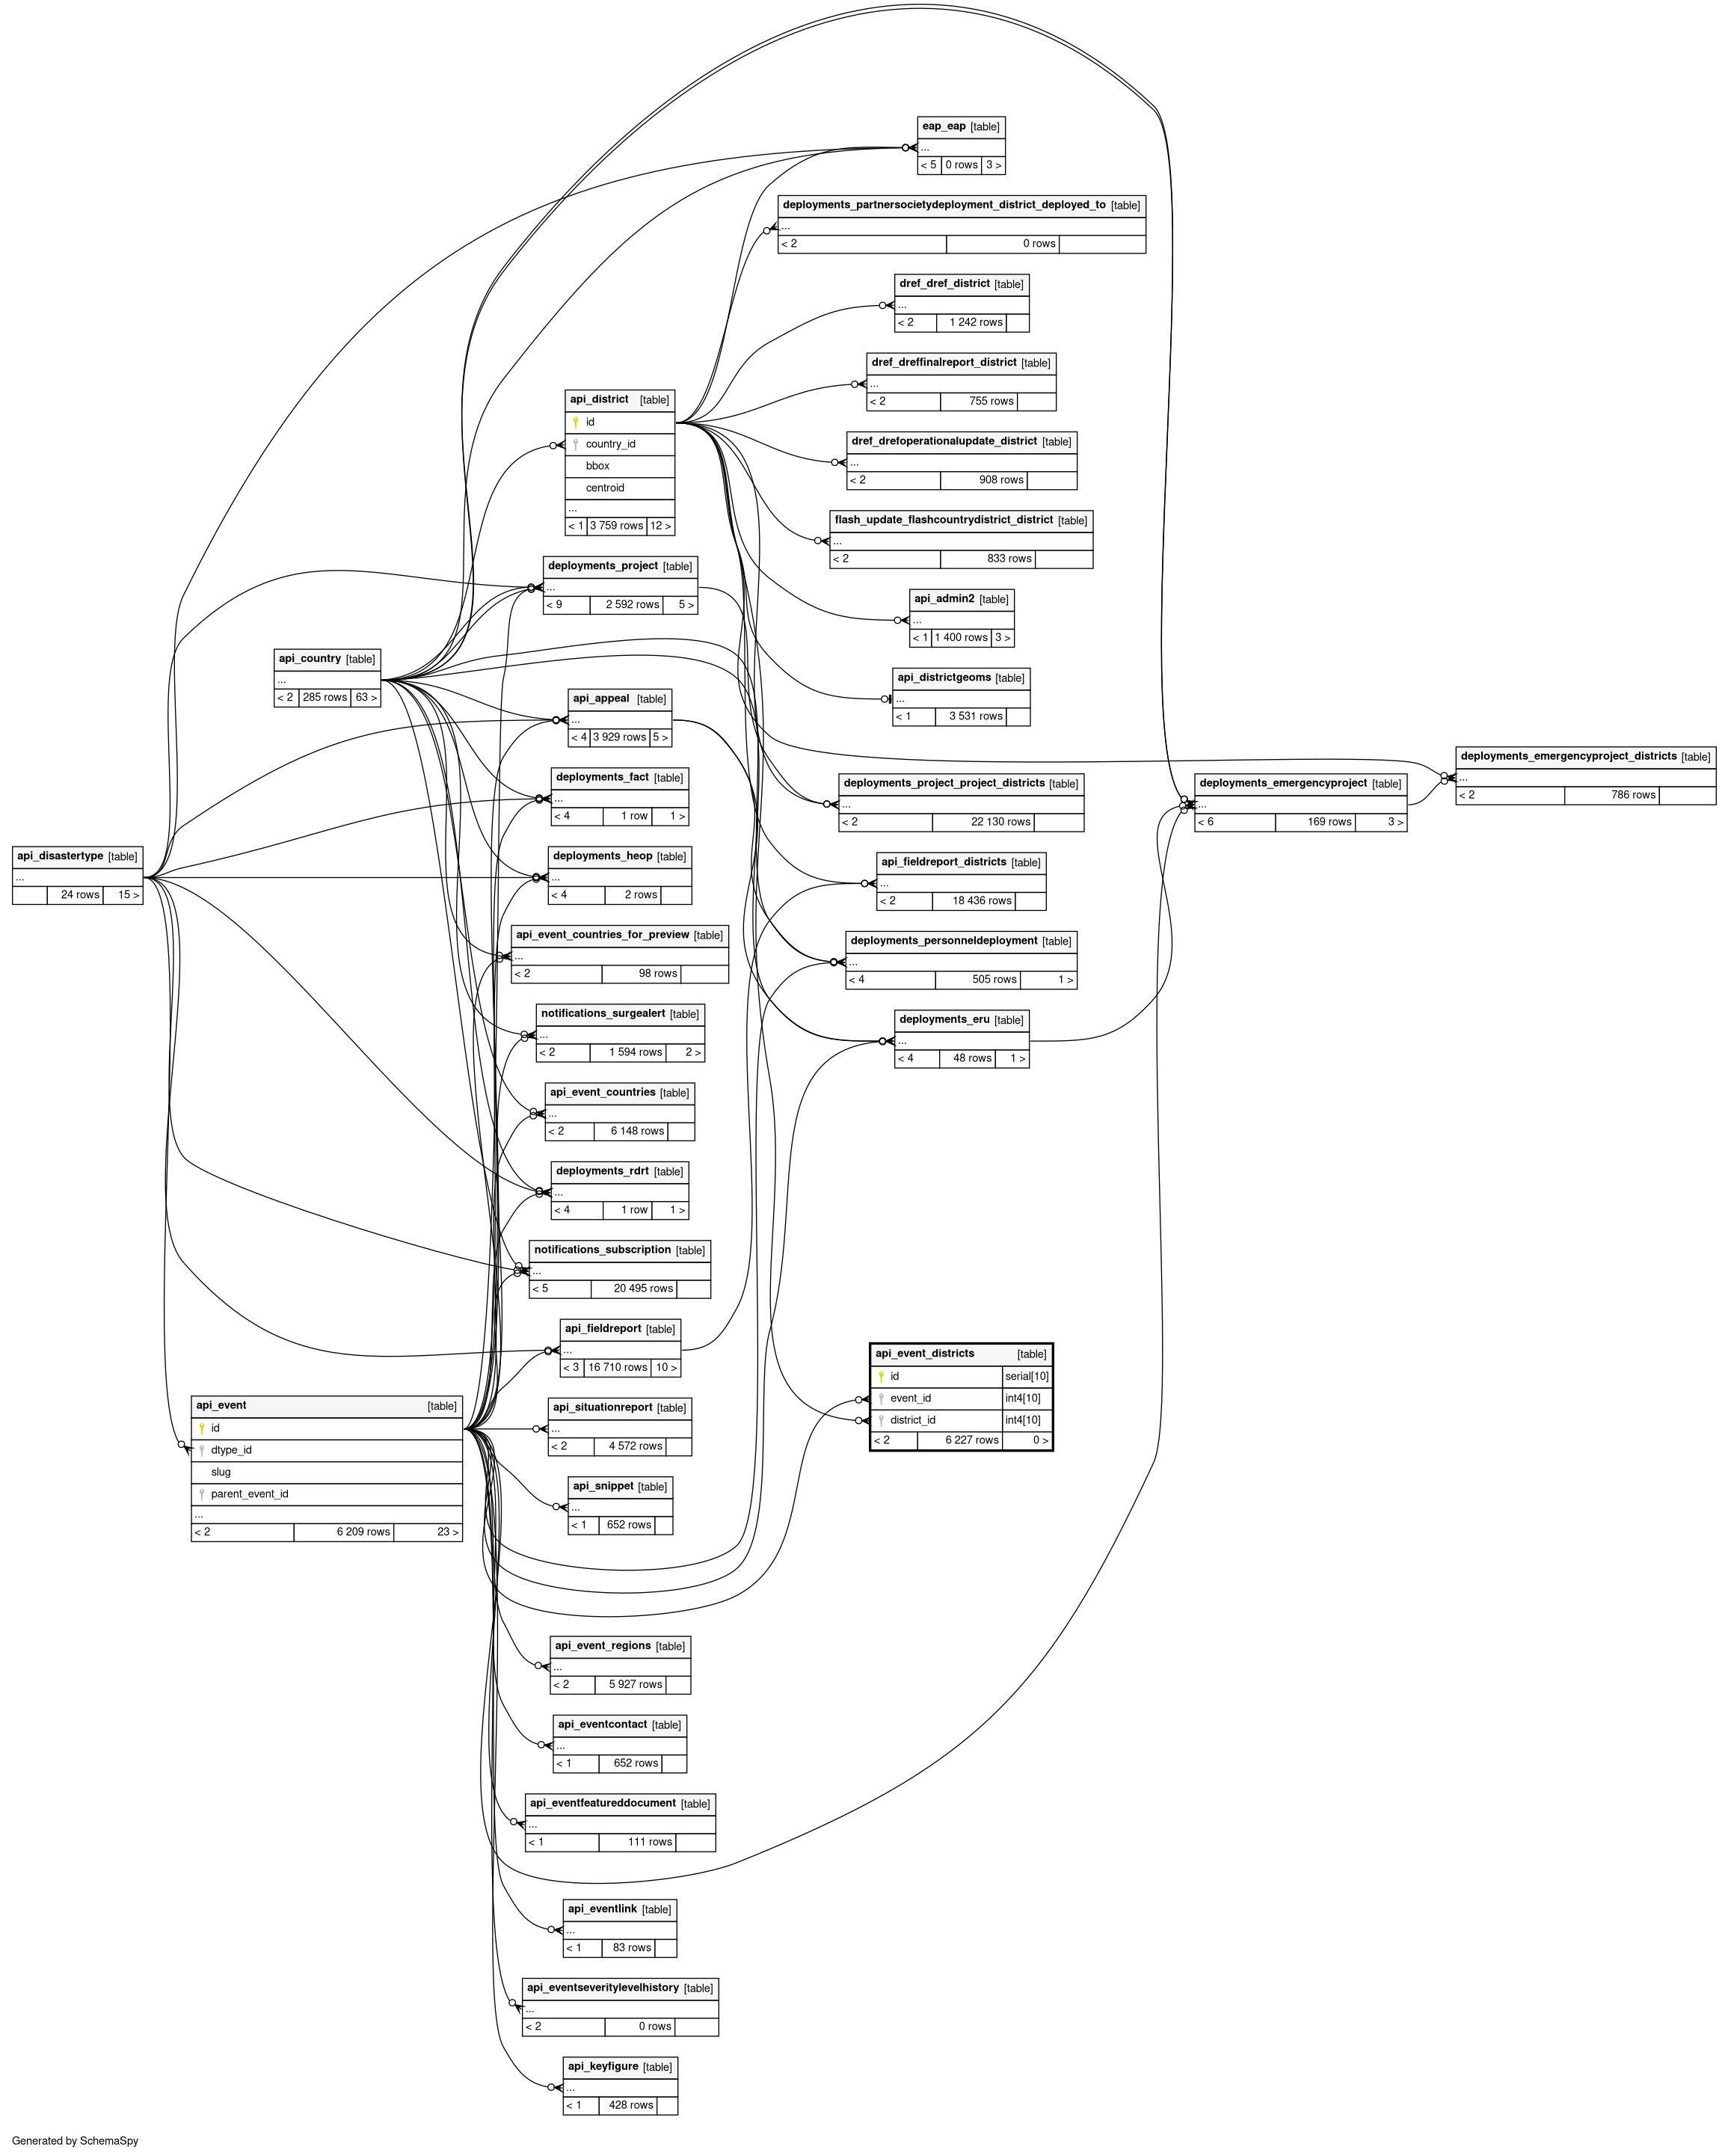 eap_eap [table]
...
< 5 0 rows 3 >
deployments_partnersocietydeployment_district_deployed_to [table]
...
< 2 0 rows
dref_dref_district [table]
...
< 2 1 242 rows
dref_dreffinalreport_district [table]
...
< 2 755 rows
api_district [table]
id
country_id
bbox
centroid
...
< 1 3 759 rows 12 >
dref_drefoperationalupdate_district [table]
...
< 2 908 rows
flash_update_flashcountrydistrict_district [table]
...
< 2 833 rows
deployments_project [table]
...
< 9 2 592 rows 5 >
api_admin2 [table]
...
< 1 1 400 rows 3 >
api_country [table]
...
< 2 285 rows 63 >
api_districtgeoms [table]
...
< 1 3 531 rows
api_appeal [table]
...
< 4 3 929 rows 5 >
deployments_emergencyproject_districts [table]
...
< 2 786 rows
deployments_fact [table]
...
< 4 1 row 1 >
deployments_project_project_districts [table]
...
< 2 22 130 rows
deployments_emergencyproject [table]
...
< 6 169 rows 3 >
api_disastertype [table]
...
24 rows 15 >
deployments_heop [table]
...
< 4 2 rows
api_fieldreport_districts [table]
...
< 2 18 436 rows
api_event_countries_for_preview [table]
...
< 2 98 rows
deployments_personneldeployment [table]
...
< 4 505 rows 1 >
notifications_surgealert [table]
...
< 2 1 594 rows 2 >
deployments_eru [table]
...
< 4 48 rows 1 >
api_event_countries [table]
...
< 2 6 148 rows
deployments_rdrt [table]
...
< 4 1 row 1 >
notifications_subscription [table]
...
< 5 20 495 rows
api_fieldreport [table]
...
< 3 16 710 rows 10 >
api_event_districts [table]
id serial[10]
event_id int4[10]
district_id int4[10]
< 2 6 227 rows 0 >
api_event [table]
id
dtype_id
slug
parent_event_id
...
< 2 6 209 rows 23 >
api_situationreport [table]
...
< 2 4 572 rows
api_snippet [table]
...
< 1 652 rows
api_event_regions [table]
...
< 2 5 927 rows
api_eventcontact [table]
...
< 1 652 rows
api_eventfeatureddocument [table]
...
< 1 111 rows
api_eventlink [table]
...
< 1 83 rows
api_eventseveritylevelhistory [table]
...
< 2 0 rows
api_keyfigure [table]
...
< 1 428 rows
Generated by SchemaSpy